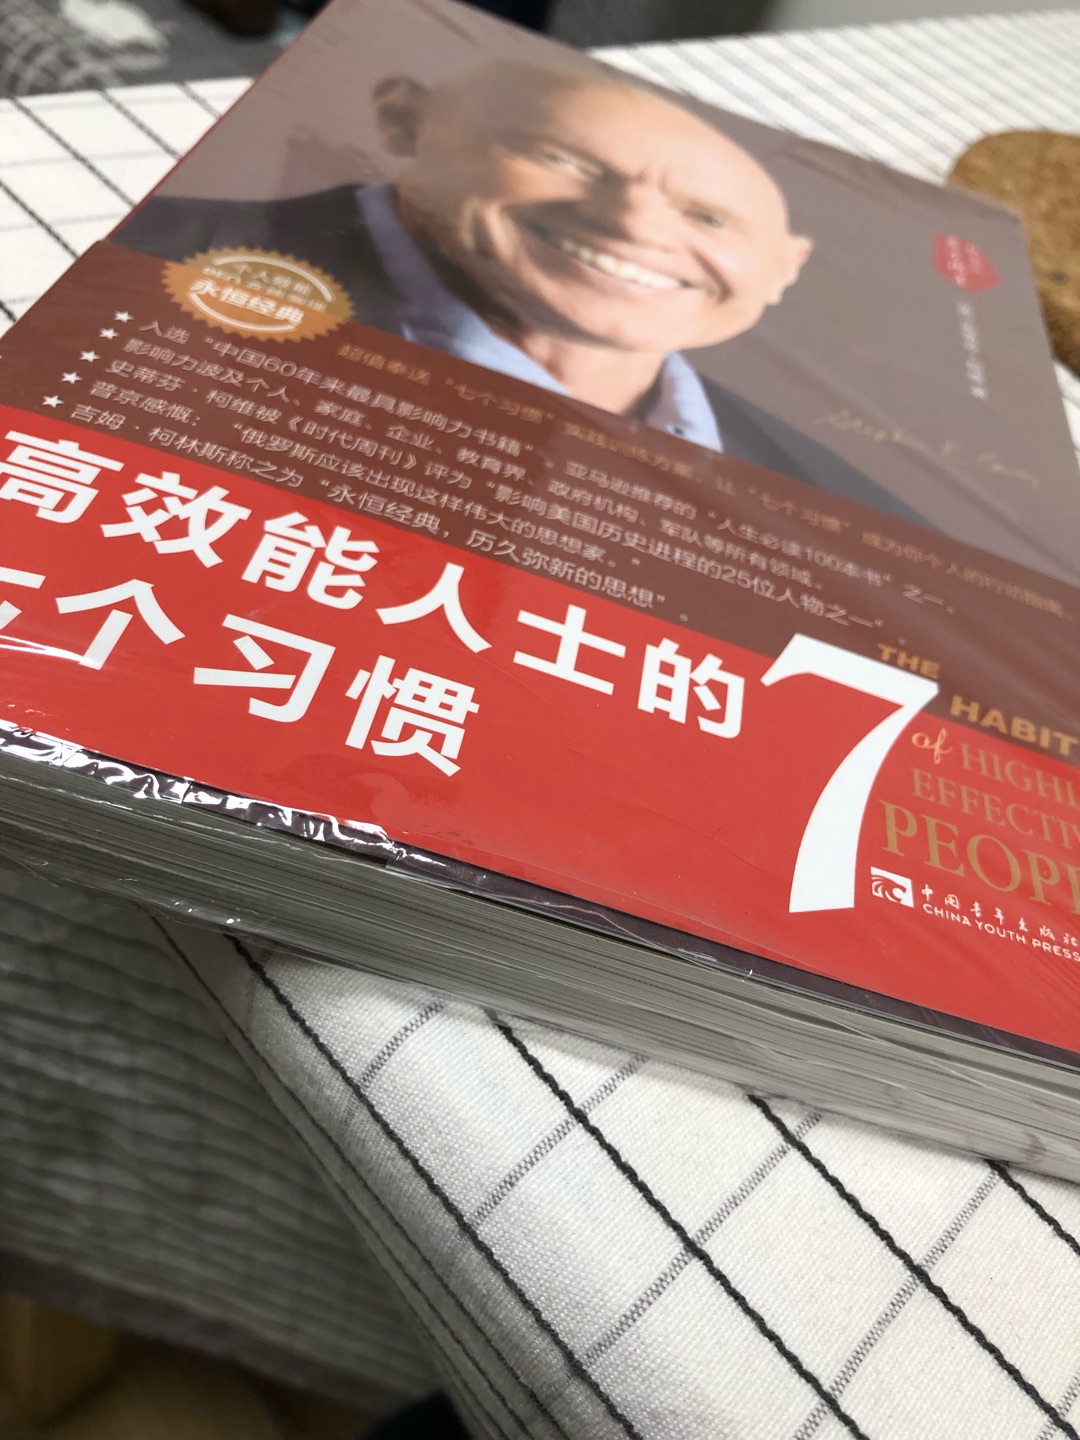 个人效能
永恒经典
超值奉送“七个习惯”实践训练方案，让“七个习惯”成为你个人的行动指南。
★ 入选“中国60年来最具影响力书籍”、亚马逊推荐的“人生必读100本书”之一。
★ 影响力波及个人、家庭、企业、教育界、政府机构、军队等所有领域。
★ 史蒂芬·柯维被《时代周刊》评为“影响美国历史进程的25位人物之一”。
★ 普京感慨：“俄罗斯应该出现这样伟大的思想家。”
★ 吉姆·柯林斯称之为“永恒经典，历久弥新的思想”。
高效能人士的
个习惯
7
THE
HABIT
of HIGHL
EFFECTIV
PEOP
中国青年出版社
CHINA YOUTH PRESS